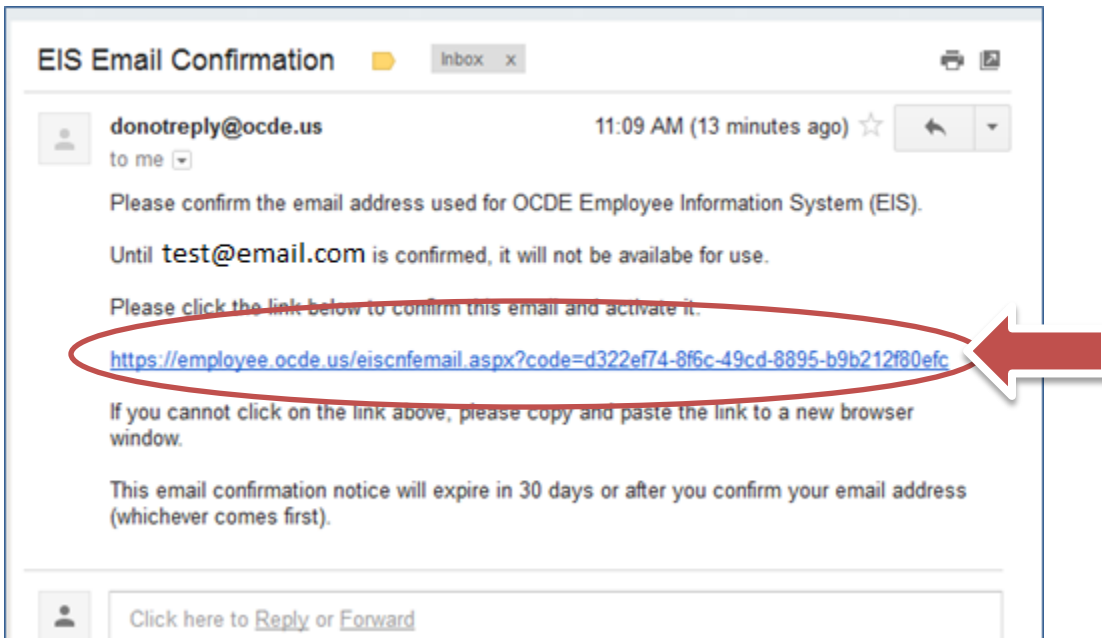 EIS Email Confirmation Inbox x
donotreply@ocde.us 11:09 AM (13 minutes ago)
to me
Please confirm the email address used for OCDE Employee Information System (EIS).
Until test@email.com is confirmed, it will not be availabe for use.
Please click the link below to confirm this email and activate it.
https://employee.ocde.us/eiscnfemail.aspx?code=d322ef74-8f6c-49cd-8895-b9b212f80efc
If you cannot click on the link above, please copy and paste the link to a new browser
window.
This email confirmation notice will expire in 30 days or after you confirm your email address
(whichever comes first).
Click here to Reply or Forward